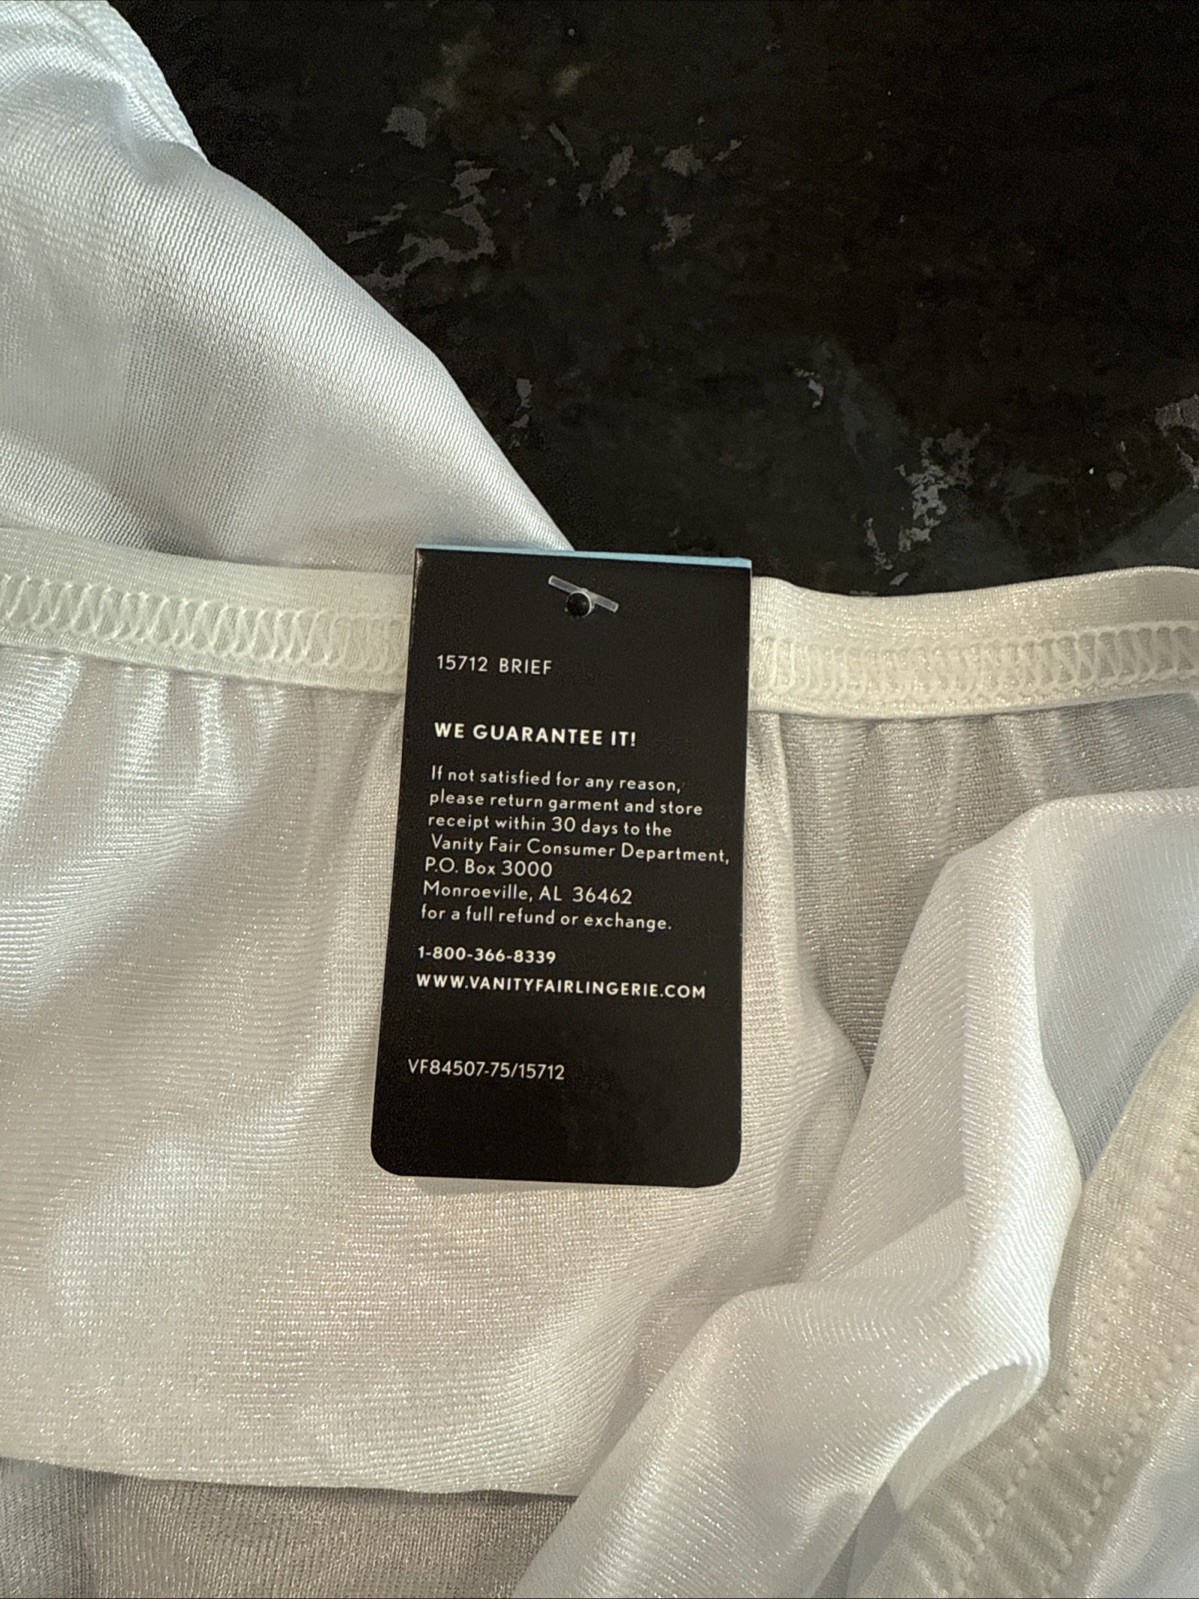 15712 BRIEF
WE GUARANTEE IT!
If not satisfied for any reason,
please return garment and store
receipt within 30 days to the
Vanity Fair Consumer Department,
P.O. Box 3000
Monroeville, AL 36462
for a full refund or exchange.
1-800-366-8339
WWW.VANITYFAIRLINGERIE.COM
VF84507-75/15712